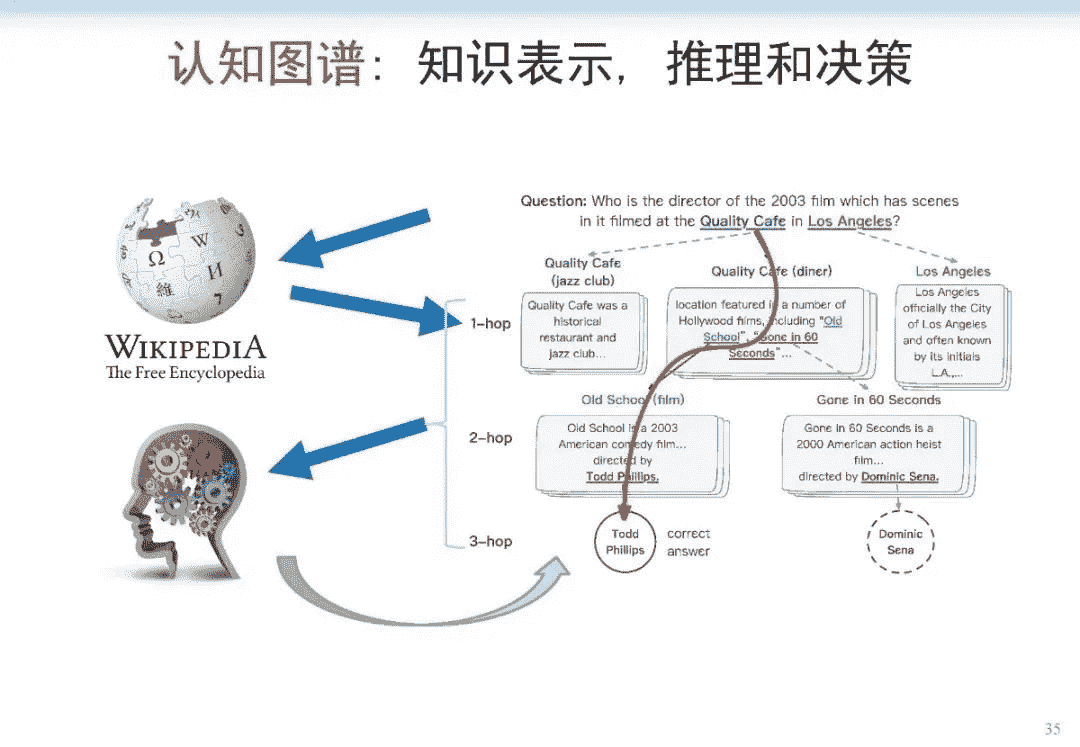 认知图谱：知识表示，推理和决策
Question: Who is the director of the 2003 film which has scenes
in it filmed at the Quality Cafe in Los Angeles?
Quality Cafe
(jazz club)
Quality Cafe was a
historical
restaurant and
jazz club...
Quality Cafe (diner)
location featured in a number of
Hollywood films, including "Old
School", "Gone in 60
Seconds"...
Los Angeles
Los Angeles
officially the City
of Los Angeles
and often known
by its initials
L.A.,...
1-hop
Ω
W
И
維
7
WIKIPEDIA
The Free Encyclopedia
Old School (film)
Old School is a 2003
American comedy film...
directed by
Todd Phillips.
Gone in 60 Seconds
Gone in 60 Seconds is a
2000 American action heist
film...
directed by Dominic Sena.
2-hop
3-hop
Todd
Phillips
correct
answer
Dominic
Sena
35